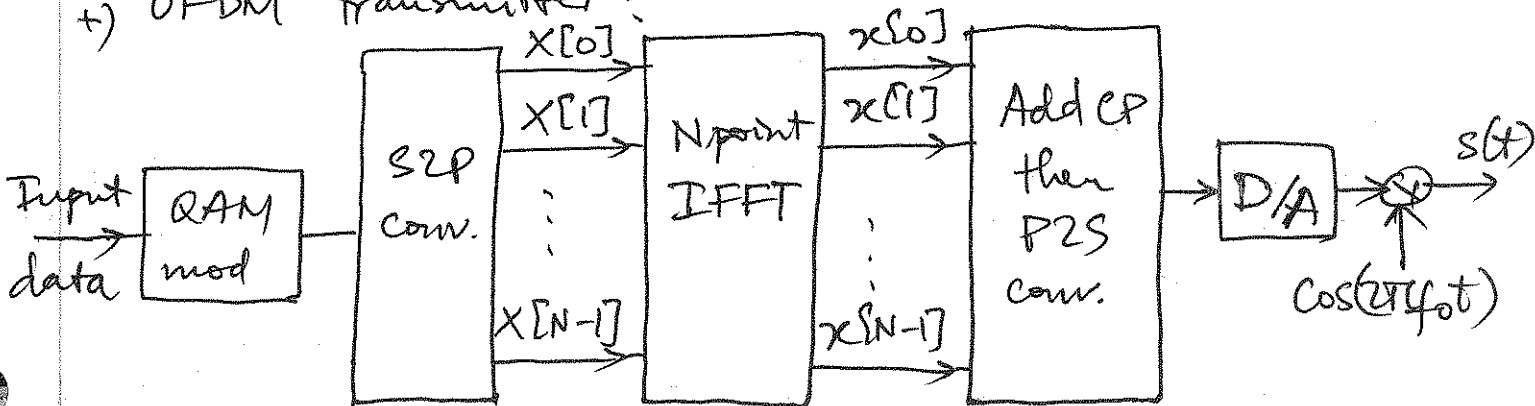 +) OFDM transmitter:
Input
data
QAM
mod
S2P
conv.
X[0]
X[1]
X[N-1]
N point
IFFT
x[0]
x[1]
x[N-1]
Add CP
then
P2S
conv.
D/A
s(t)
Cos(2πf₀t)